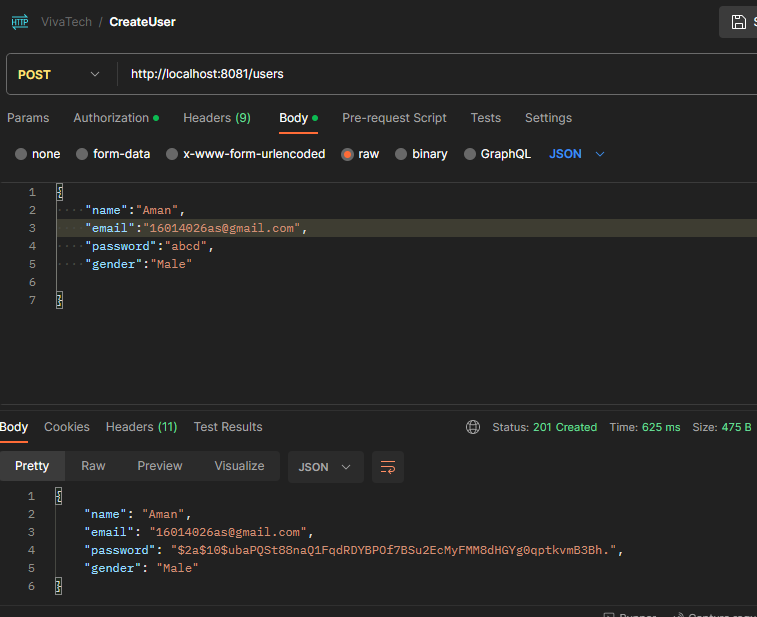 HTTP VivaTech / CreateUser
POST http://localhost:8081/users
Params Authorization Headers (9) Body Pre-request Script Tests Settings
none form-data x-www-form-urlencoded raw binary GraphQL JSON
1 {
2 "name":"Aman",
3 "email":"16014026as@gmail.com",
4 "password":"abcd",
5 "gender":"Male"
6
7 }
Body Cookies Headers (11) Test Results Status: 201 Created Time: 625 ms Size: 475 B
Pretty Raw Preview Visualize JSON
1 {
2 "name": "Aman",
3 "email": "16014026as@gmail.com",
4 "password": "$2a$10$ubaPQSt88naQ1FqdRDYBPOf7BSu2EcMyFMM8dHGYg0qptkvmB3Bh.",
5 "gender": "Male"
6 }